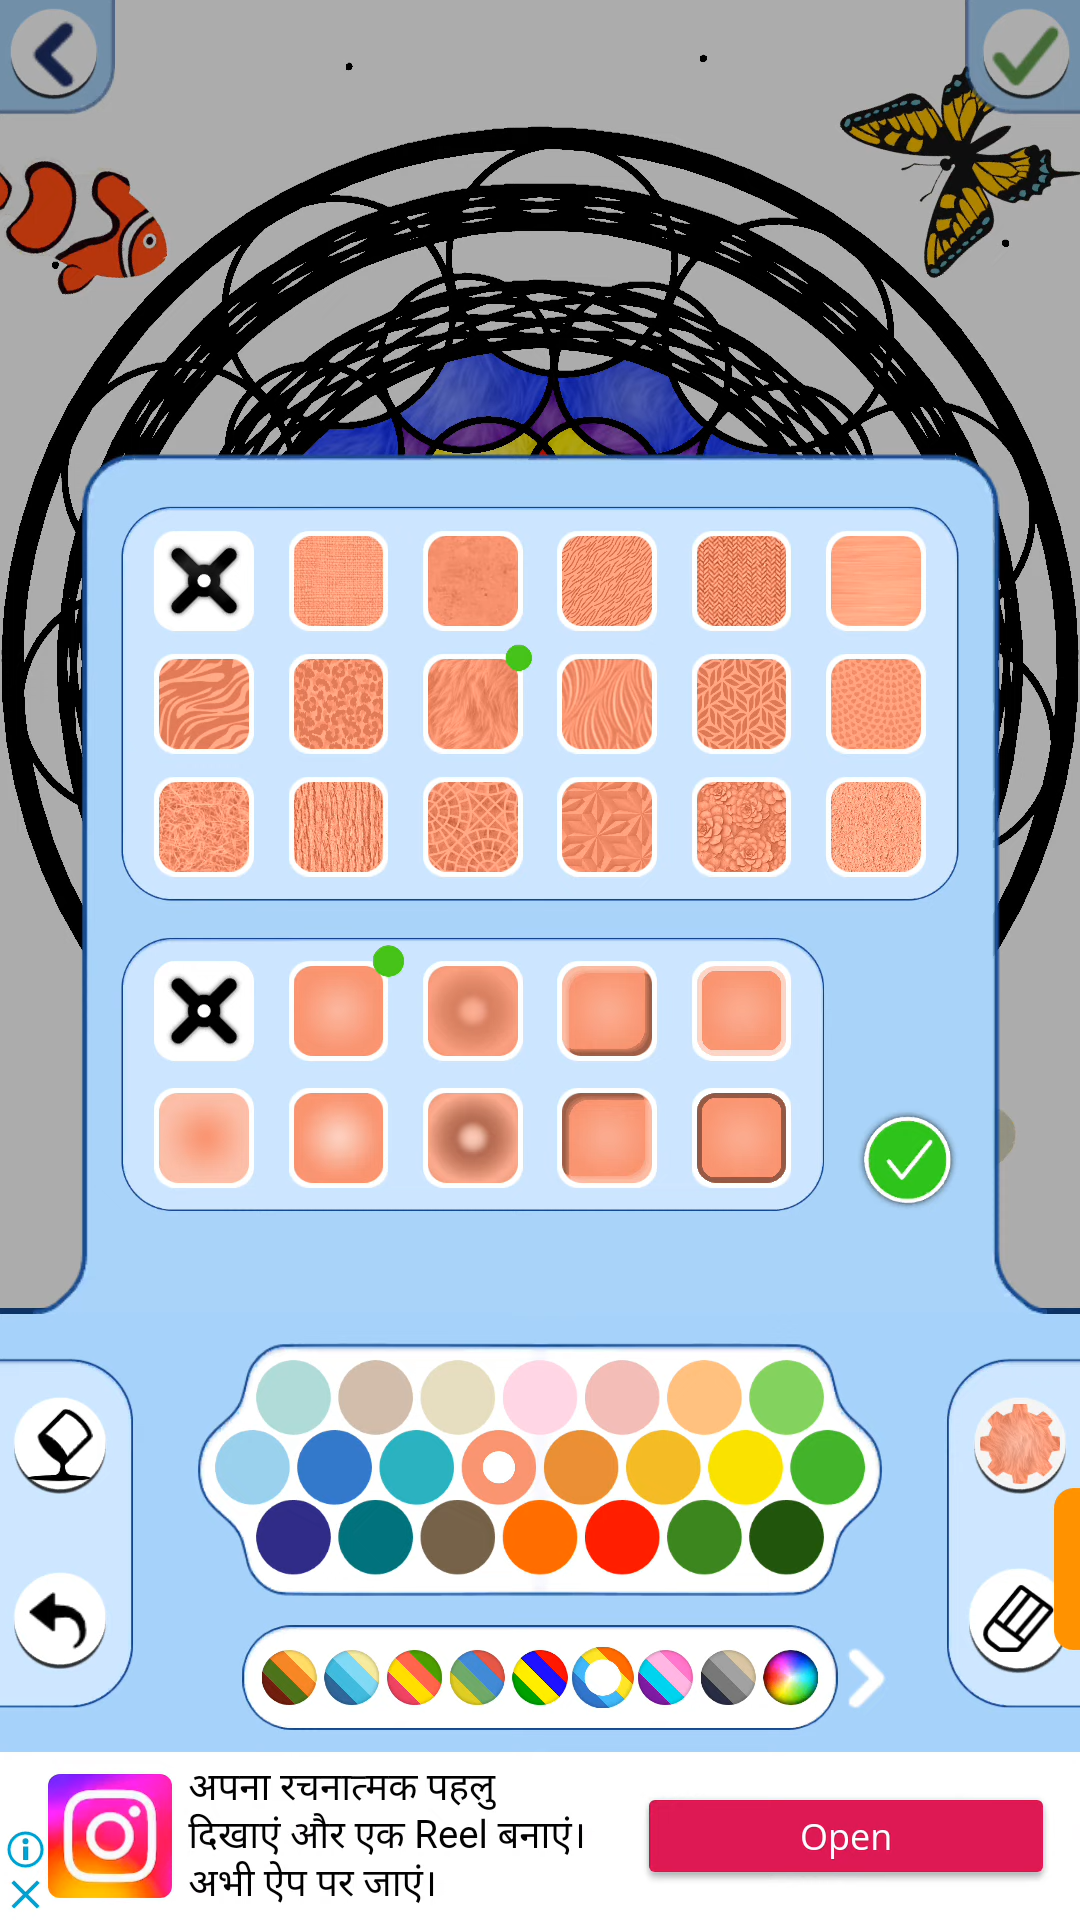 अपना रचनात्मक पहलु
दिखाएं और एक Reel बनाएं।
अभी ऐप पर जाएं।
Open